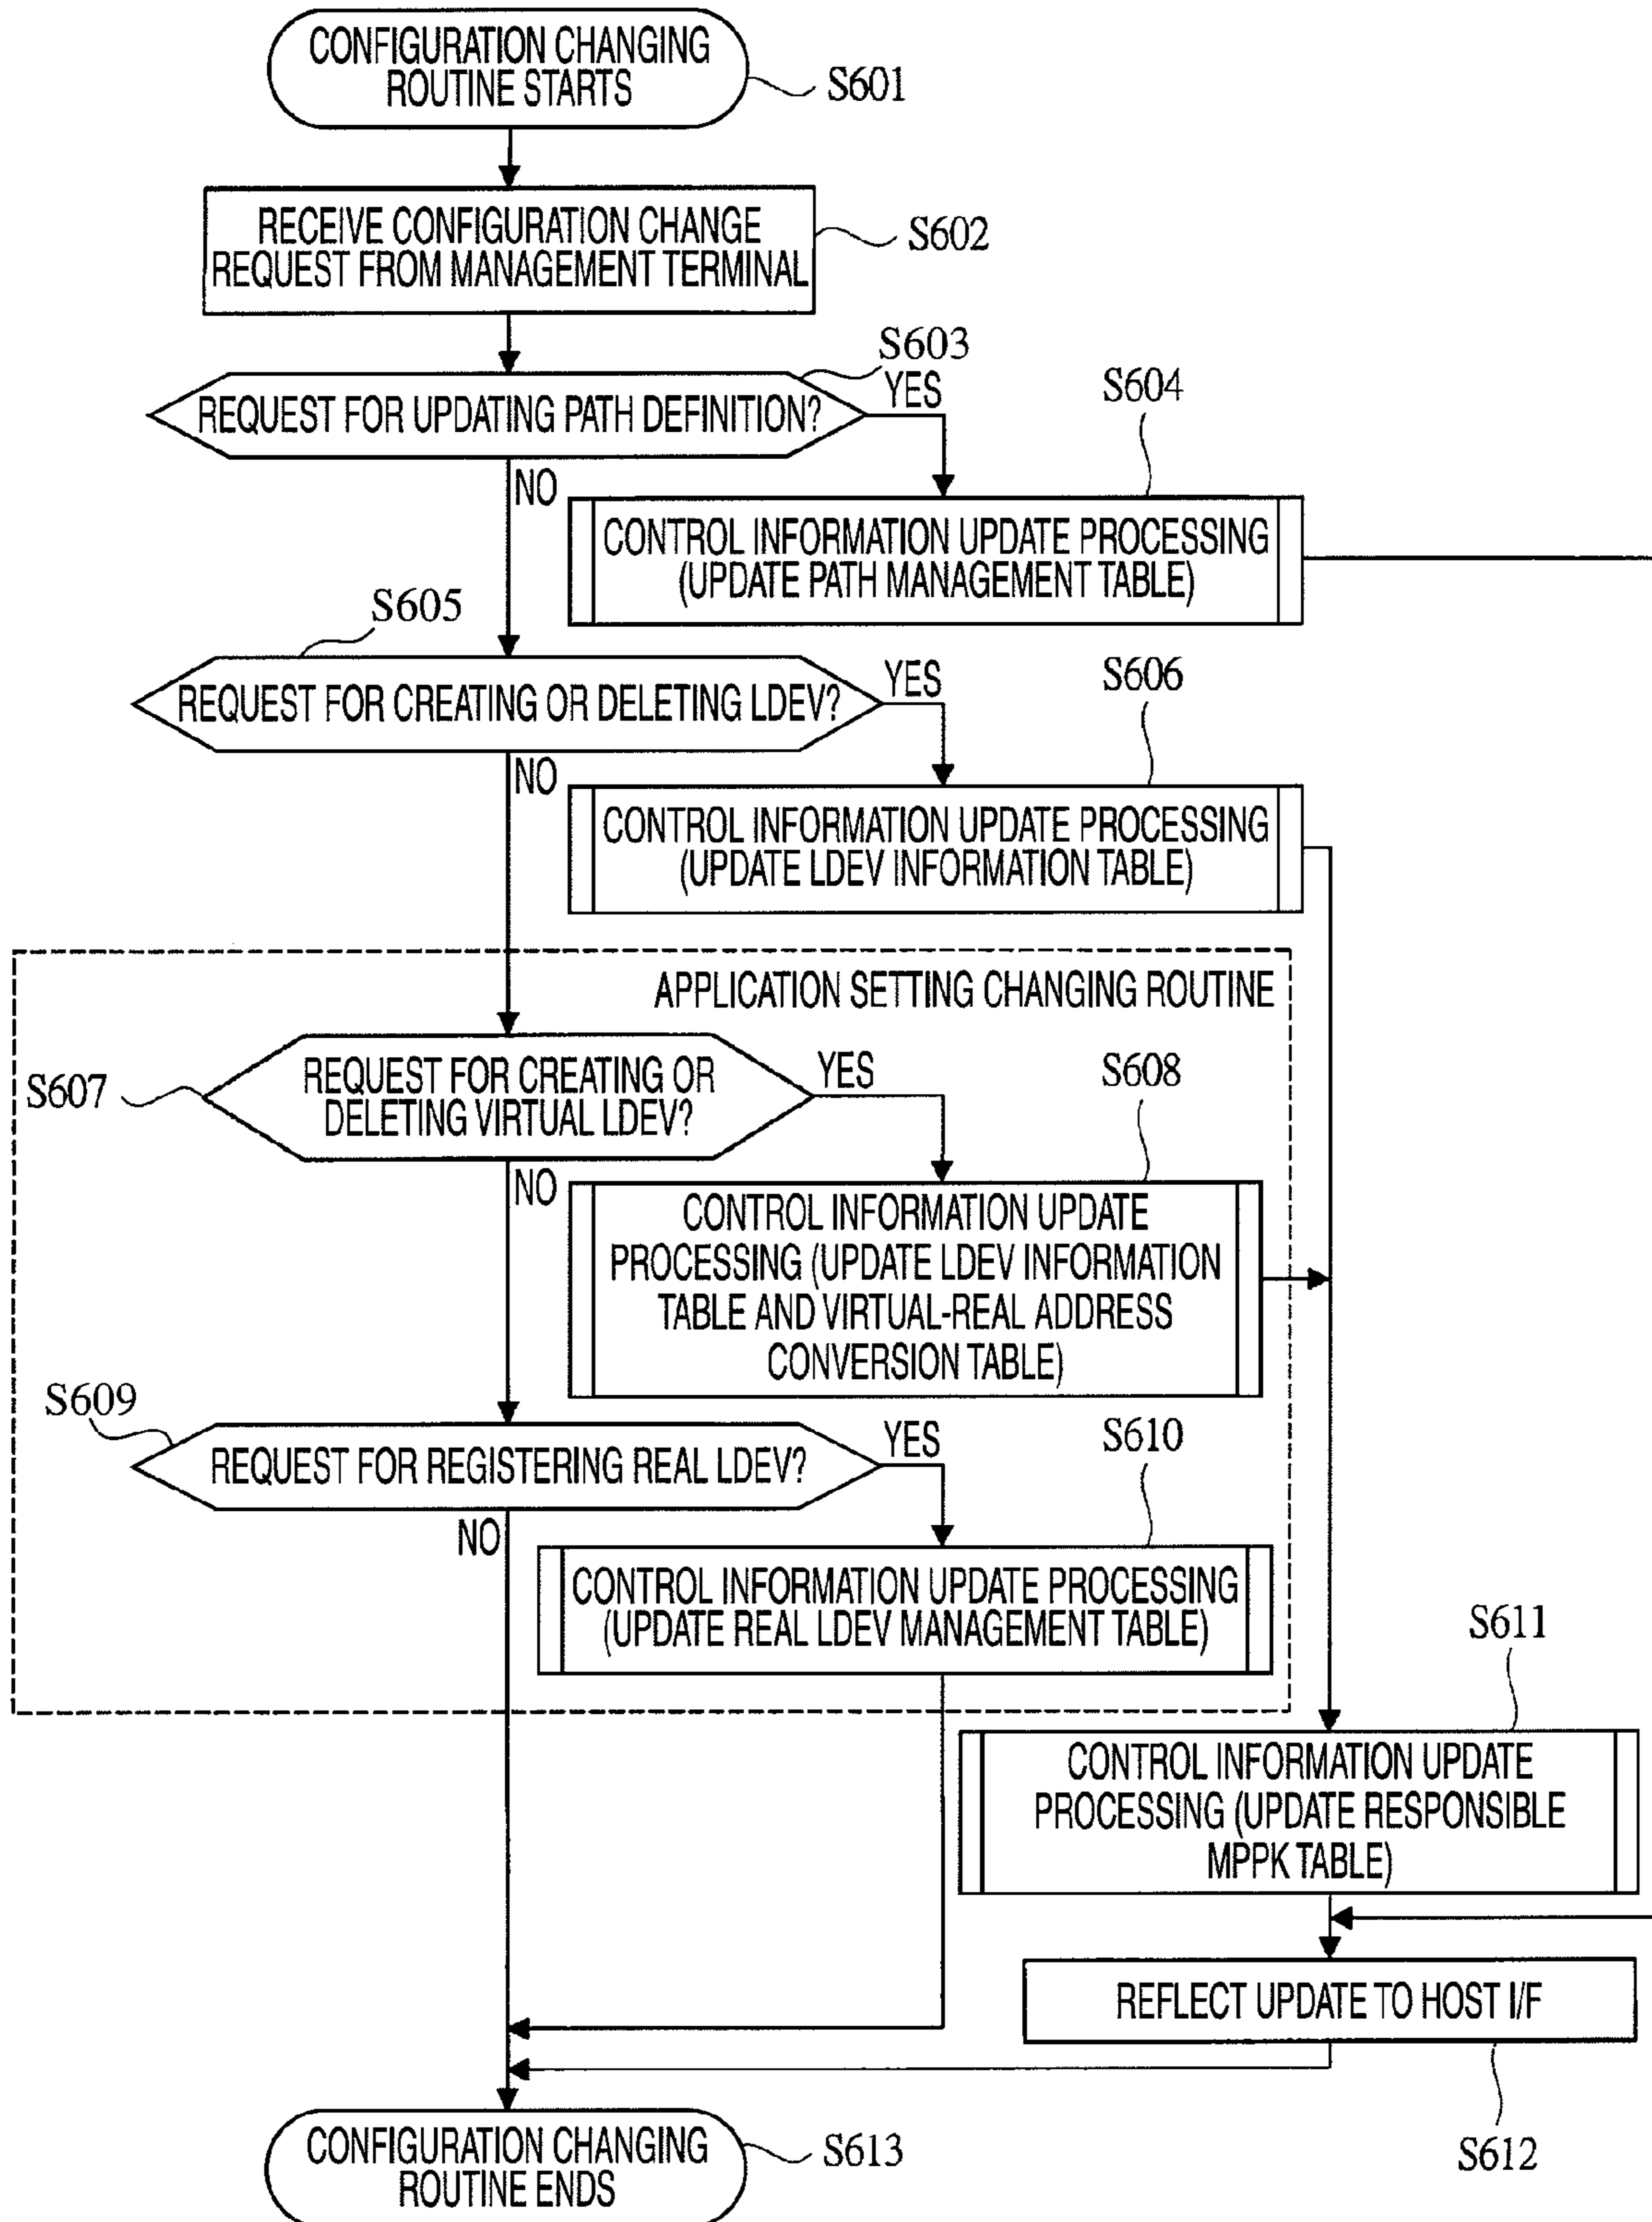 CONFIGURATION CHANGING
ROUTINE STARTS
S601
RECEIVE CONFIGURATION CHANGE
REQUEST FROM MANAGEMENT TERMINAL
S602
S603
REQUEST FOR UPDATING PATH DEFINITION?
YES
S604
NO
CONTROL INFORMATION UPDATE PROCESSING
(UPDATE PATH MANAGEMENT TABLE)
S605
REQUEST FOR CREATING OR DELETING LDEV?
YES
S606
NO
CONTROL INFORMATION UPDATE PROCESSING
(UPDATE LDEV INFORMATION TABLE)
APPLICATION SETTING CHANGING ROUTINE
S607
REQUEST FOR CREATING OR
DELETING VIRTUAL LDEV?
YES
S608
NO
CONTROL INFORMATION UPDATE
PROCESSING (UPDATE LDEV INFORMATION
TABLE AND VIRTUAL-REAL ADDRESS
CONVERSION TABLE)
S609
REQUEST FOR REGISTERING REAL LDEV?
YES
S610
NO
CONTROL INFORMATION UPDATE PROCESSING
(UPDATE REAL LDEV MANAGEMENT TABLE)
S611
CONTROL INFORMATION UPDATE
PROCESSING (UPDATE RESPONSIBLE
MPPK TABLE)
REFLECT UPDATE TO HOST I/F
S612
CONFIGURATION CHANGING
ROUTINE ENDS
S613